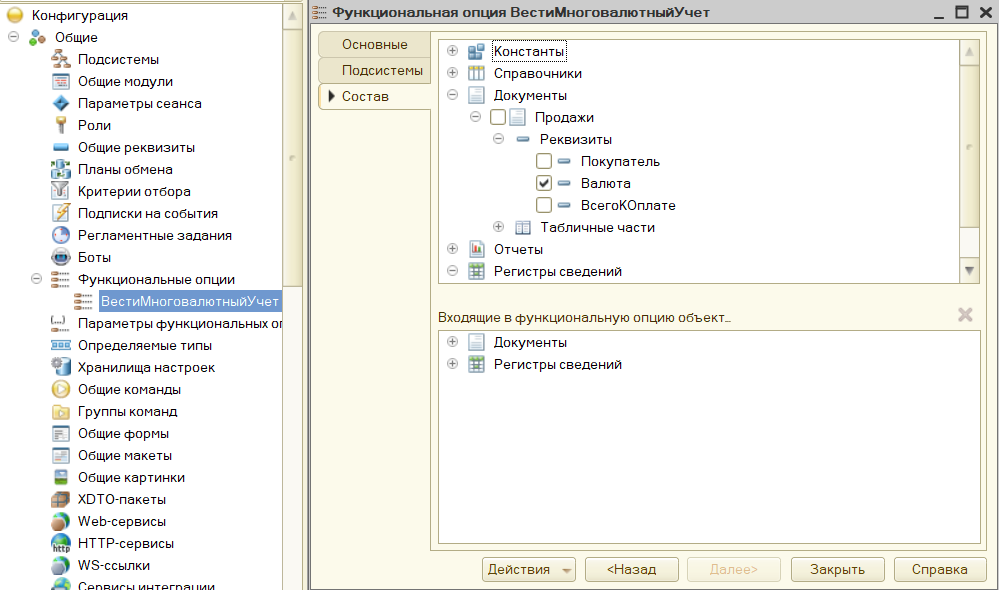 Конфигурация
Общие
Подсистемы
Общие модули
Параметры сеанса
Роли
Общие реквизиты
Планы обмена
Критерии отбора
Подписки на события
Регламентные задания
Боты
Функциональные опции
ВестиМноговалютныйУчет
Параметры функциональных оп
Определяемые типы
Хранилища настроек
Общие команды
Группы команд
Общие формы
Общие макеты
Общие картинки
XDTO-пакеты
Web-сервисы
HTTP-сервисы
WS-ссылки
Сервисы интеграции
Функциональная опция ВестиМноговалютныйУчет
Основные
Подсистемы
Состав
Константы
Справочники
Документы
Продажи
Реквизиты
Покупатель
Валюта
ВсегоКОплате
Табличные части
Отчеты
Регистры сведений
Входящие в функциональную опцию объект...
Документы
Регистры сведений
Действия
<Назад
Далее>
Закрыть
Справка